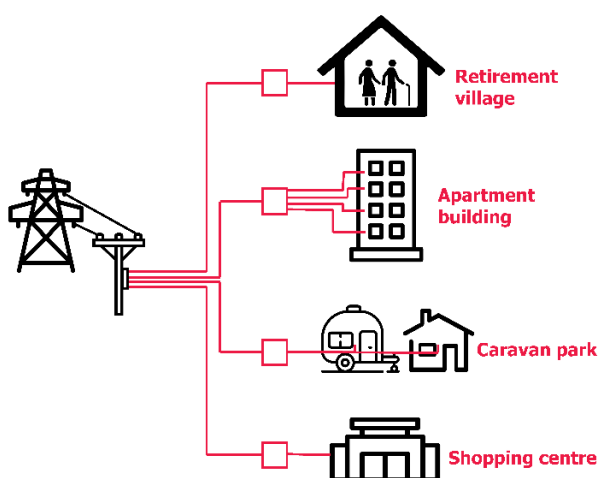 Retirement
village
Apartment
building
Caravan park
Shopping centre